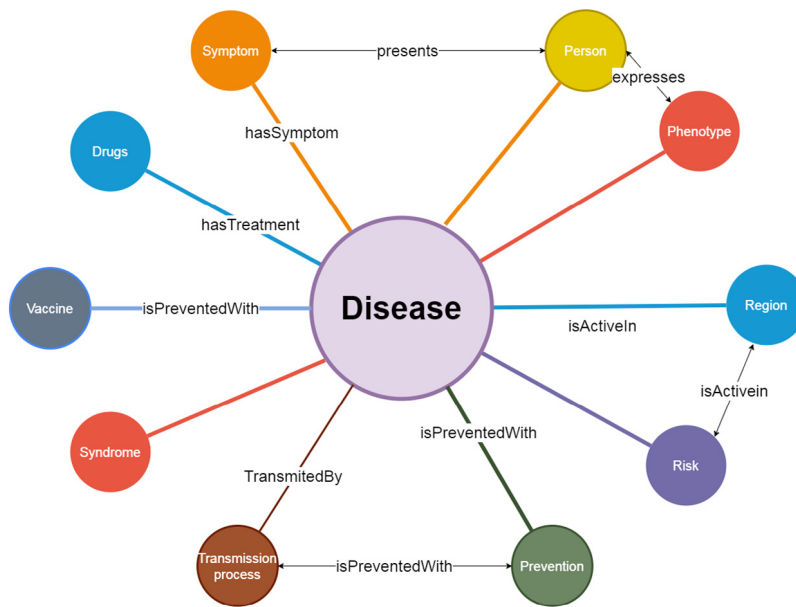 Symptom
presents
Person
expresses
Phenotype
hasSymptom
Drugs
hasTreatment
Vaccine
isPreventedWith
Disease
Region
isActiveIn
isActivein
isPreventedWith
Syndrome
Risk
TransmitedBy
Transmission
process
isPreventedWith
Prevention